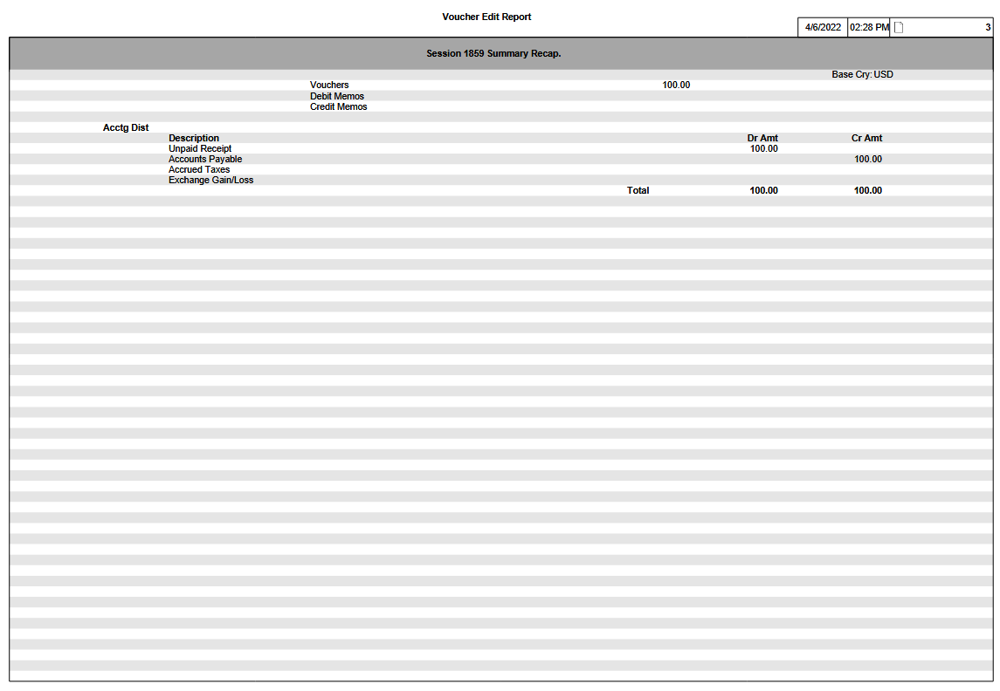 Voucher Edit Report
4/6/2022 02:28 PM 3
Session 1859 Summary Recap.
Base Cry: USD
Vouchers 100.00
Debit Memos
Credit Memos
Acctg Dist
Description Dr Amt Cr Amt
Unpaid Receipt 100.00
Accounts Payable 100.00
Accrued Taxes
Exchange Gain/Loss
Total 100.00 100.00